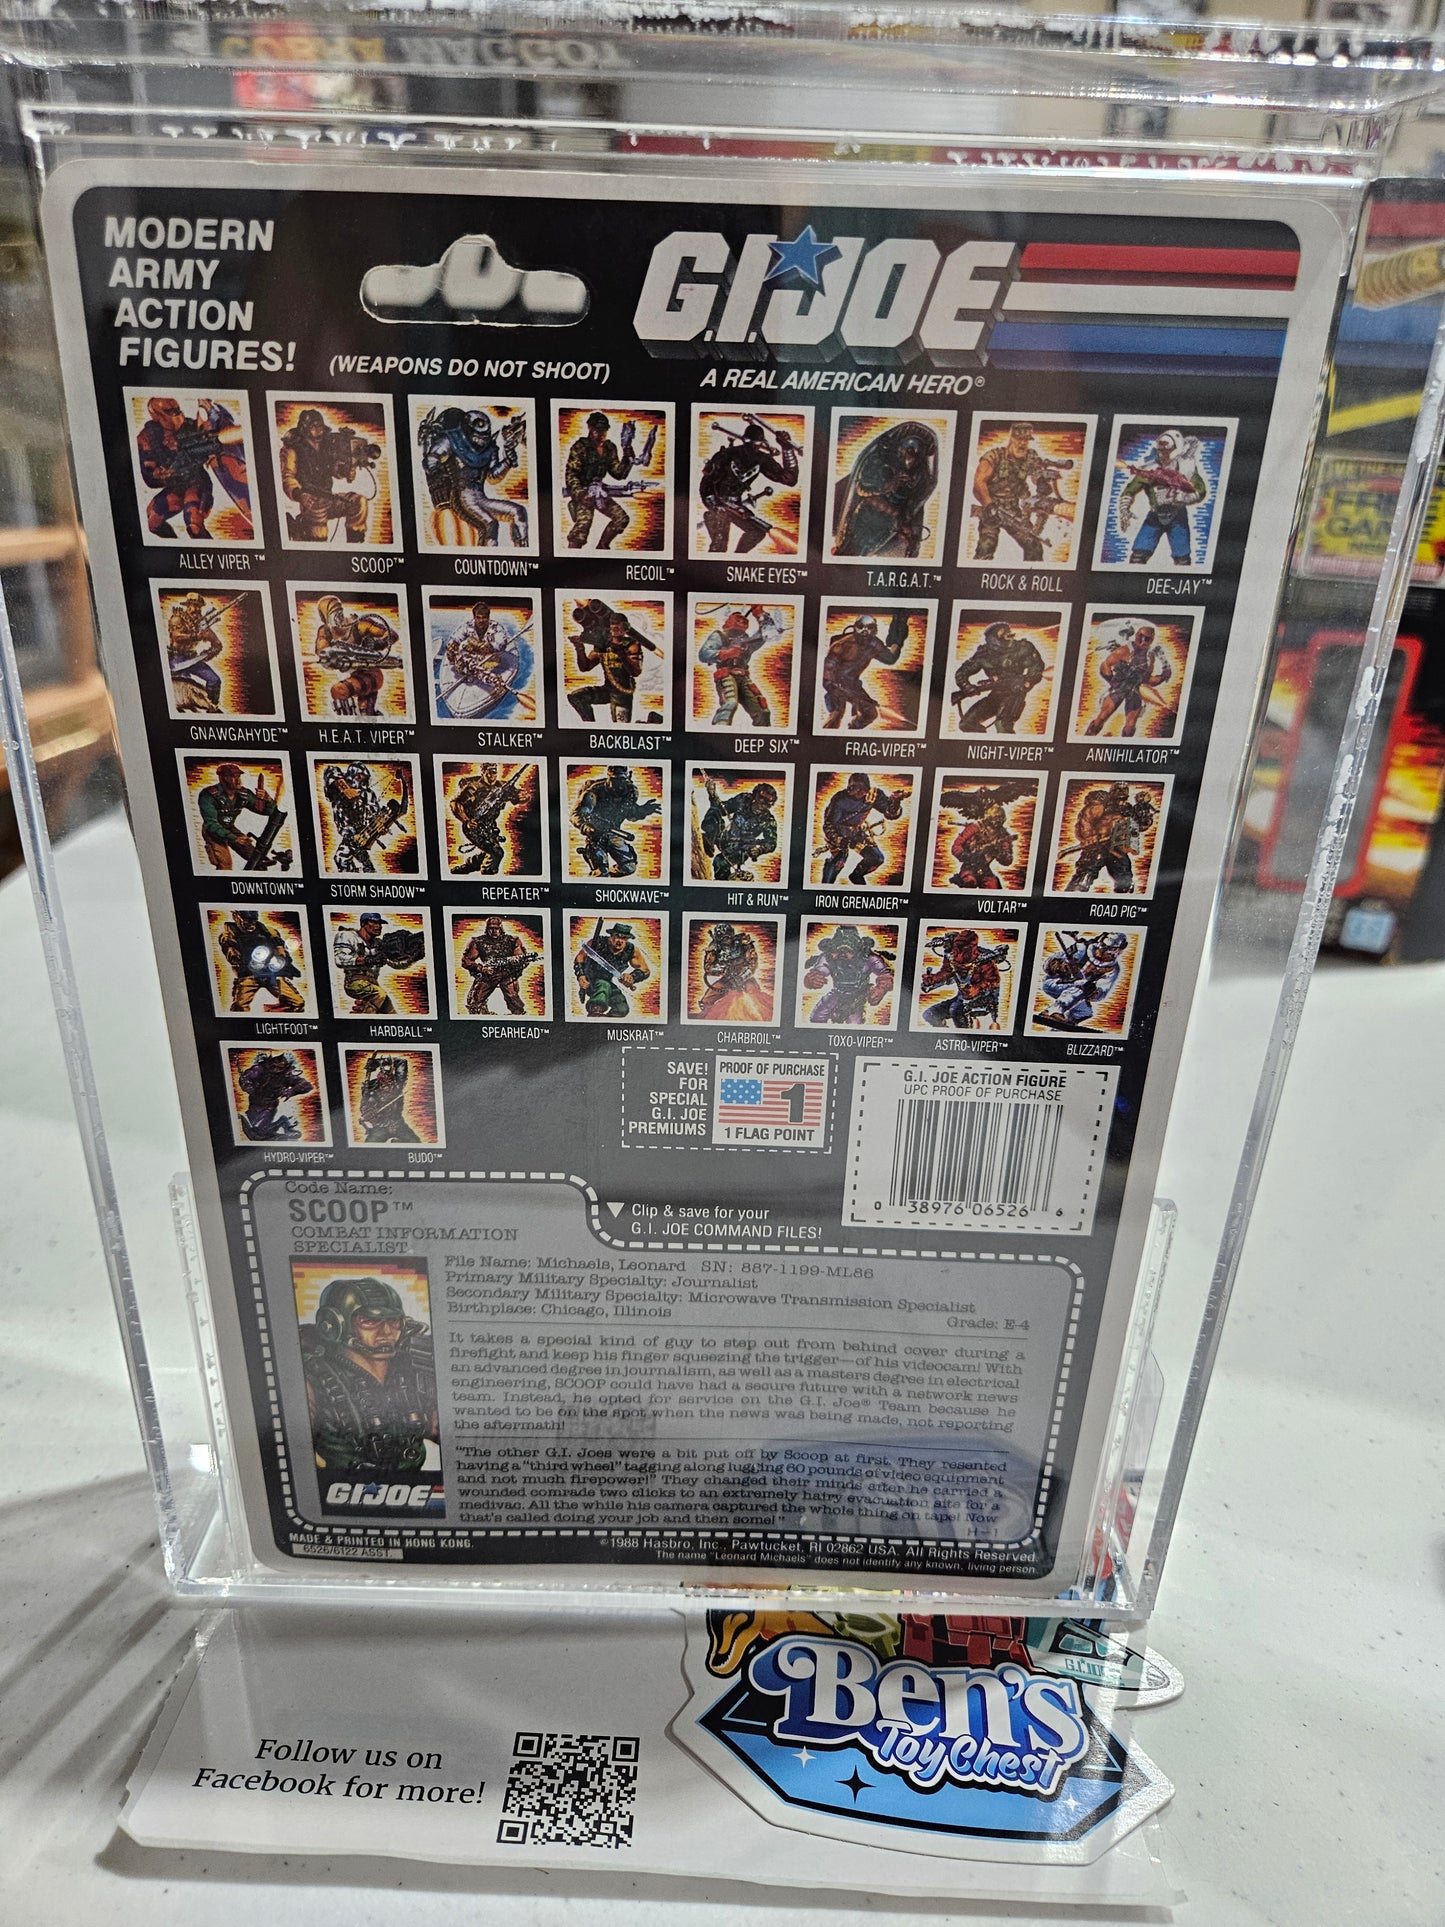 COBRA MAGGOT
MODERN
ARMY
ACTION
FIGURES!
(WEAPONS DO NOT SHOOT)
G.I.JOE
A REAL AMERICAN HERO®
ALLEY VIPER™ SCOOP™ COUNTDOWN™ RECOIL™ SNAKE EYES™ T.A.R.G.A.T.™ ROCK & ROLL DEE-JAY™
GNAWGAHYDE™ H.E.A.T. VIPER™ STALKER™ BACKBLAST™ DEEP SIX™ FRAG-VIPER™ NIGHT-VIPER™ ANNIHILATOR™
DOWNTOWN™ STORM SHADOW™ REPEATER™ SHOCKWAVE™ HIT & RUN™ IRON GRENADIER™ VOLTAR™ ROAD PIG™
LIGHTFOOT™ HARDBALL™ SPEARHEAD™ MUSKRAT™ CHARBROIL™ TOXO-VIPER™ ASTRO-VIPER™ BLIZZARD™
HYDRO-VIPER™ BUDO™
SAVE!
FOR
SPECIAL
G.I. JOE
PREMIUMS
PROOF OF PURCHASE
1
1 FLAG POINT
G.I. JOE ACTION FIGURE
UPC PROOF OF PURCHASE
0 38976 06526 6
Clip & save for your
G.I. JOE COMMAND FILES!
Code Name:
SCOOP™
COMBAT INFORMATION
SPECIALIST
File Name: Michaels, Leonard SN: 887-1199-ML86
Primary Military Specialty: Journalist
Secondary Military Specialty: Microwave Transmission Specialist
Birthplace: Chicago, Illinois
Grade: E-4
It takes a special kind of guy to step out from behind cover during a
firefight and keep his finger squeezing the trigger—of his videocam! With
an advanced degree in journalism, as well as a masters degree in electrical
engineering, SCOOP could have had a secure future with a network news
team. Instead, he opted for service on the G.I. Joe® Team because he
wanted to be on the spot when the news was being made, not reporting
the aftermath!
"The other G.I. Joes were a bit put off by Scoop at first. They resented
having a "third wheel" tagging along lugging 60 pounds of video equipment
and not much firepower!" They changed their minds after he carried a
wounded comrade two clicks to an extremely hairy evacuation site for a
medivac. All the while his camera captured the whole thing on tape! Now
that's called doing your job and then some!"
H-1
GIJOE
MADE & PRINTED IN HONG KONG.
6526/6122 ASST.
©1988 Hasbro, Inc., Pawtucket, RI 02862 USA. All Rights Reserved.
The name "Leonard Michaels" does not identify any known, living person.
G.I. JOE
Ben's
Toy Chest
Follow us on
Facebook for more!